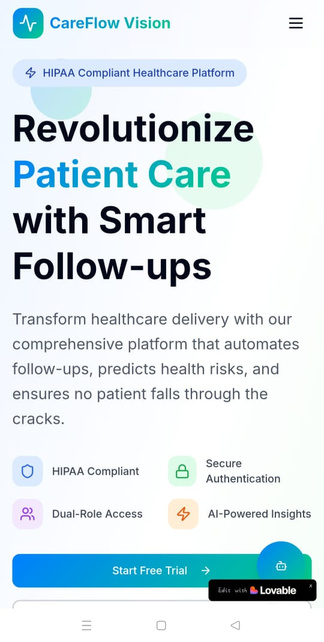 CareFlow Vision
HIPAA Compliant Healthcare Platform
Revolutionize
Patient Care
with Smart
Follow-ups
Transform healthcare delivery with our
comprehensive platform that automates
follow-ups, predicts health risks, and
ensures no patient falls through the
cracks.
HIPAA Compliant
Secure
Authentication
Dual-Role Access
AI-Powered Insights
Start Free Trial
Edit with Lovable